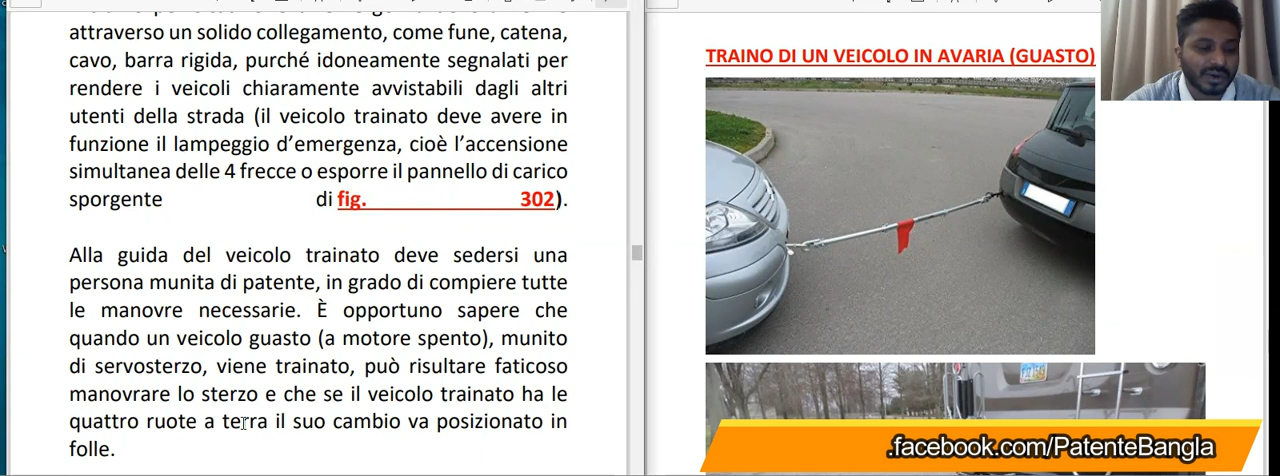 attraverso un solido collegamento, come fune, catena,
cavo, barra rigida, purché idoneamente segnalati per
rendere i veicoli chiaramente avvistabili dagli altri
utenti della strada (il veicolo trainato deve avere in
funzione il lampeggio d’emergenza, cioè l’accensione
simultanea delle 4 frecce o esporre il pannello di carico
sporgente di fig. 302).
Alla guida del veicolo trainato deve sedersi una
persona munita di patente, in grado di compiere tutte
le manovre necessarie. È opportuno sapere che
quando un veicolo guasto (a motore spento), munito
di servosterzo, viene trainato, può risultare faticoso
manovrare lo sterzo e che se il veicolo trainato ha le
quattro ruote a terra il suo cambio va posizionato in
folle.
TRAINO DI UN VEICOLO IN AVARIA (GUASTO)
.facebook.com/PatenteBangla